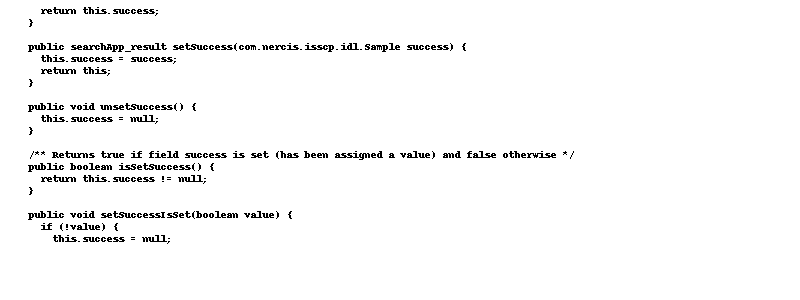 return this.success;
}
public searchApp_result setSuccess(com.nercis.isscp.idl.Sample success) {
this.success = success;
return this;
}
public void unsetSuccess() {
this.success = null;
}
/** Returns true if field success is set (has been assigned a value) and false otherwise */
public boolean isSetSuccess() {
return this.success != null;
}
public void setSuccessIsSet(boolean value) {
if (!value) {
this.success = null;